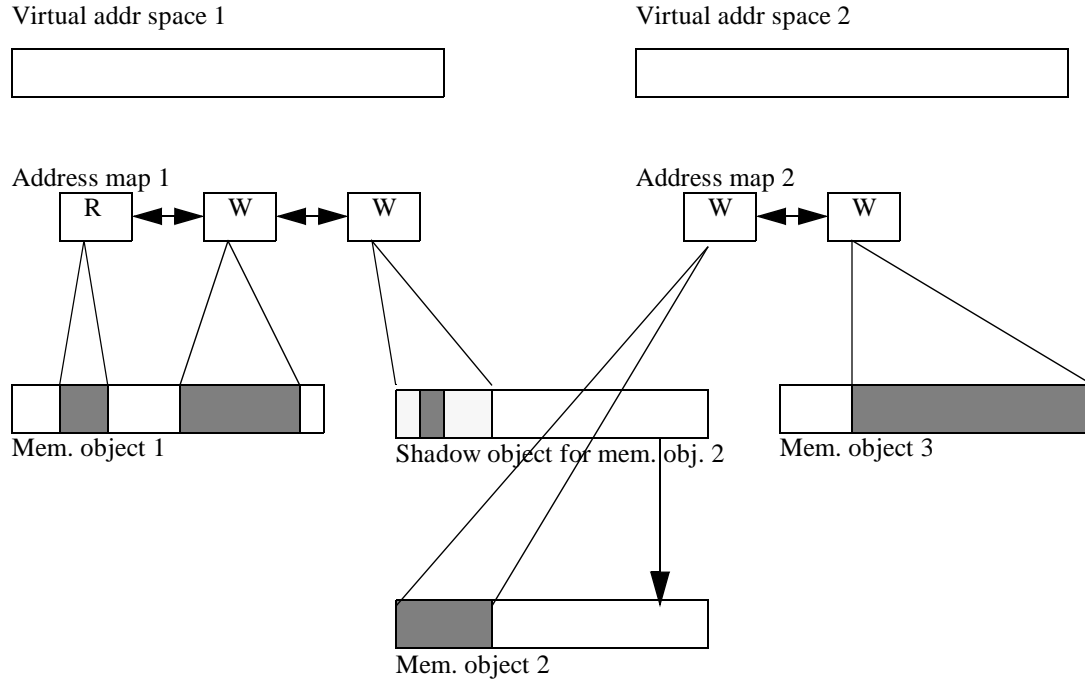 Virtual addr space 1
Virtual addr space 2
Address map 1
Address map 2
R
W
W
W
W
Mem. object 1
Shadow object for mem. obj. 2
Mem. object 3
Mem. object 2